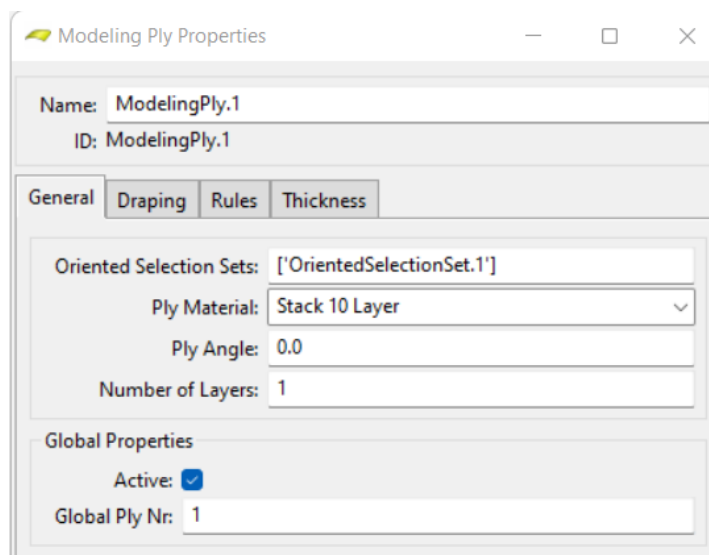 Modeling Ply Properties
Name: ModelingPly.1
ID: ModelingPly.1
General Draping Rules Thickness
Oriented Selection Sets: ['OrientedSelectionSet.1']
Ply Material: Stack 10 Layer
Ply Angle: 0.0
Number of Layers: 1
Global Properties
Active:
Global Ply Nr: 1